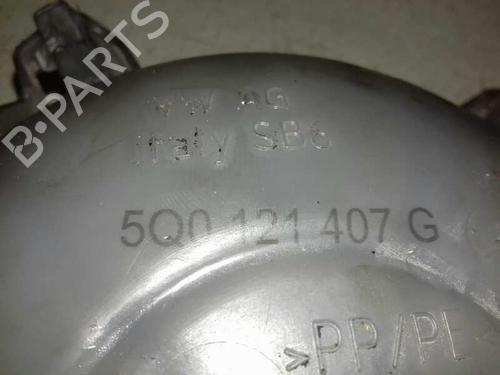 B-PARTS
VW AG
Italy SB6
5Q0 121 407 G
>PP/PE